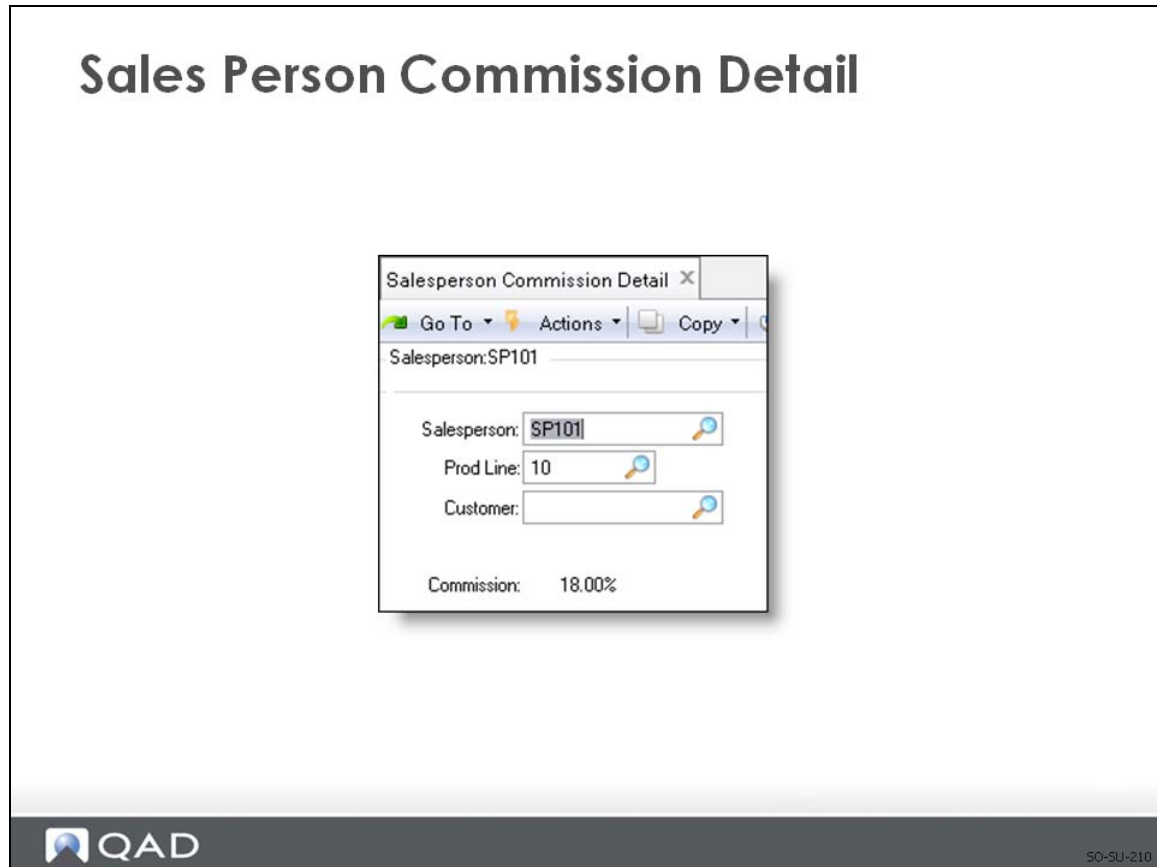 Sales Person Commission Detail
Salesperson Commission Detail X
Go To Actions Copy
Salesperson:SP101
Salesperson: SP101
Prod Line: 10
Customer:
Commission: 18.00%
QAD
SO-SU-210